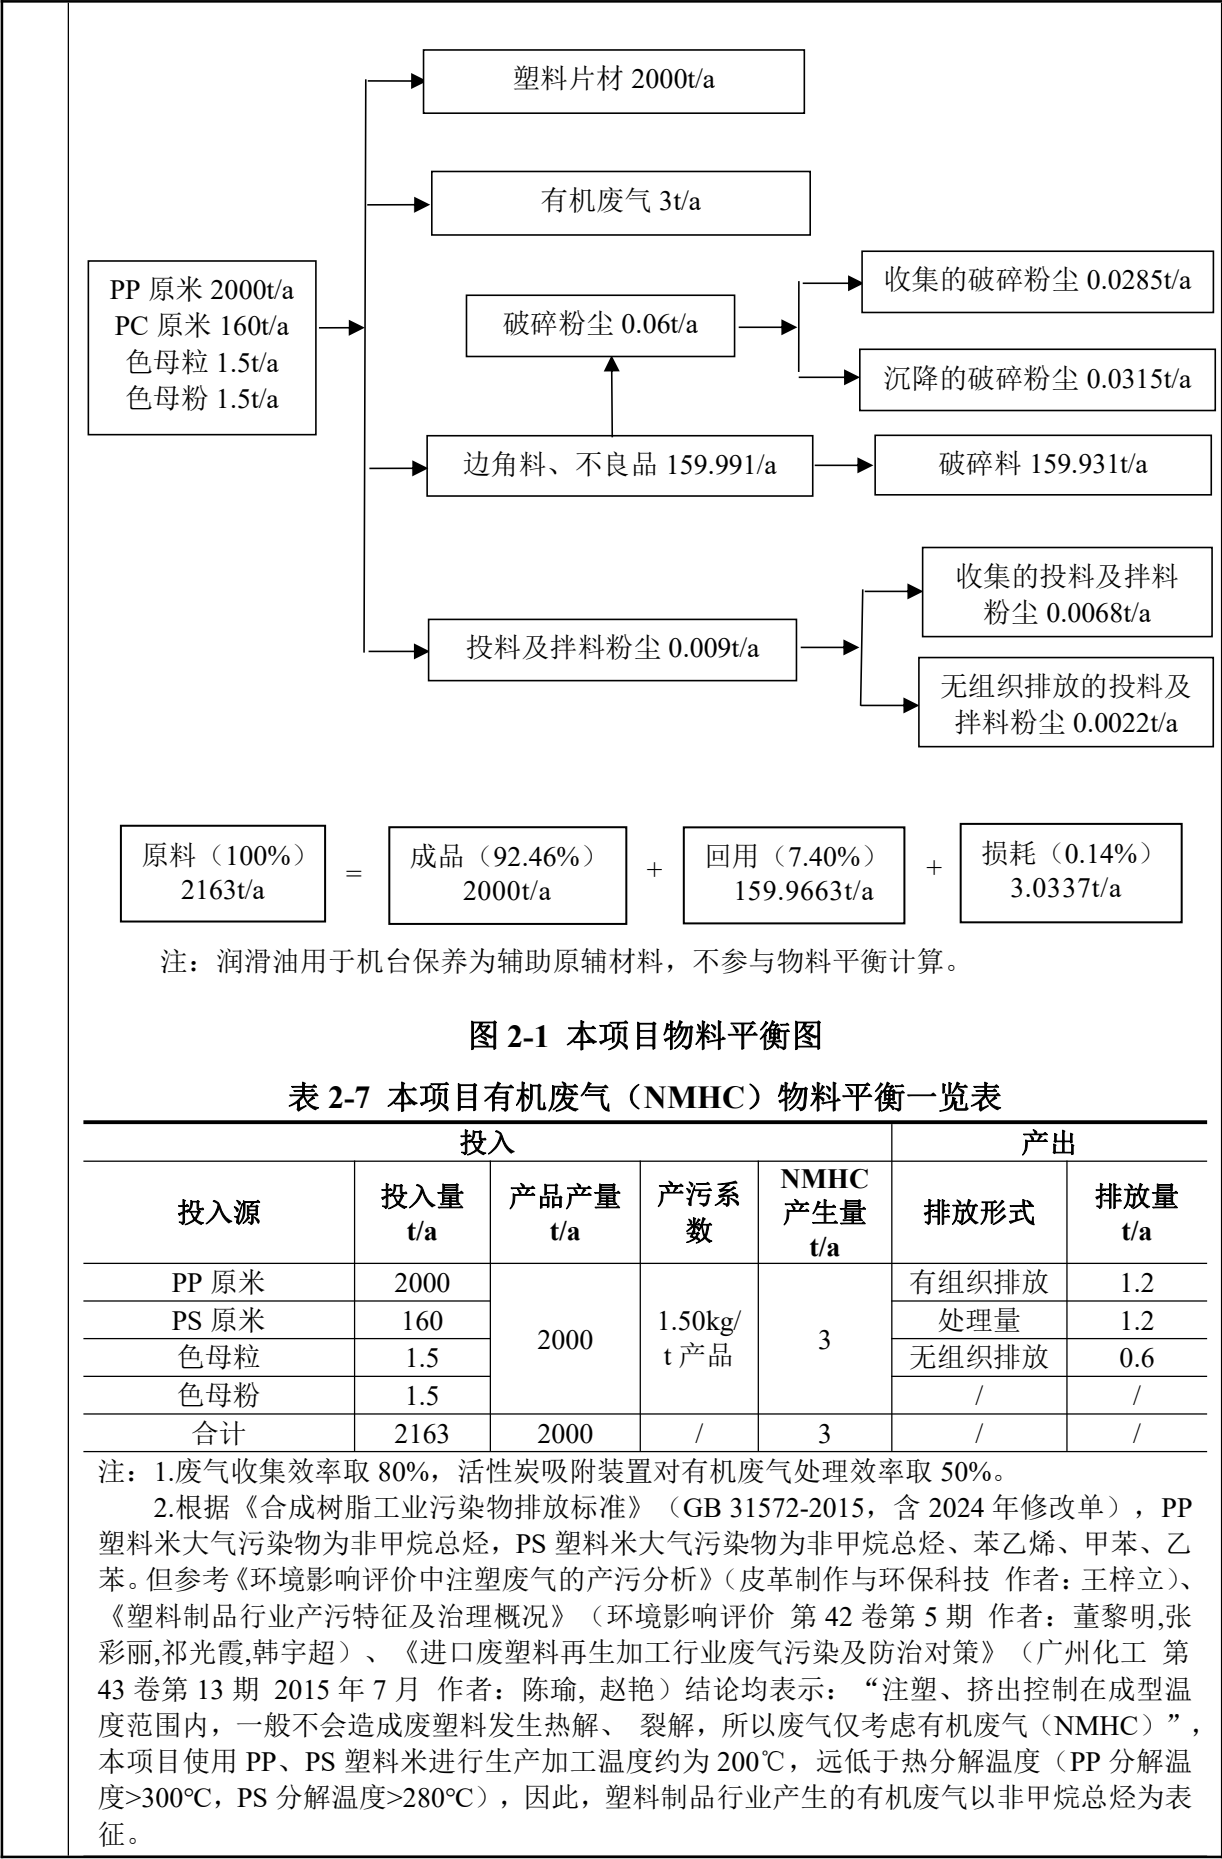 塑料片材 2000t/a
有机废气 3t/a
PP 原米 2000t/a
PC 原米 160t/a
色母粒 1.5t/a
色母粉 1.5t/a
破碎粉尘 0.06t/a
收集的破碎粉尘 0.0285t/a
沉降的破碎粉尘 0.0315t/a
边角料、不良品 159.991/a
破碎料 159.931t/a
投料及拌料粉尘 0.009t/a
收集的投料及拌料
粉尘 0.0068t/a
无组织排放的投料及
拌料粉尘 0.0022t/a
原料（100%） = 成品（92.46%） + 回用（7.40%） + 损耗（0.14%）
2163t/a 2000t/a 159.9663t/a 3.0337t/a
注：润滑油用于机台保养为辅助原辅材料，不参与物料平衡计算。
图 2-1 本项目物料平衡图
表 2-7 本项目有机废气（NMHC）物料平衡一览表
投入 产出
投入源 投入量 t/a 产品产量 t/a 产污系数 NMHC 产生量 t/a 排放形式 排放量 t/a
PP 原米 2000 2000 1.50kg/t 产品 3 有组织排放 1.2
PS 原米 160 处理量 1.2
色母粒 1.5 无组织排放 0.6
色母粉 1.5 / /
合计 2163 2000 / 3 / /
注：1.废气收集效率取 80%，活性炭吸附装置对有机废气处理效率取 50%。
2.根据《合成树脂工业污染物排放标准》（GB 31572-2015，含 2024 年修改单），PP
塑料米大气污染物为非甲烷总烃，PS 塑料米大气污染物为非甲烷总烃、苯乙烯、甲苯、乙
苯。但参考《环境影响评价中注塑废气的产污分析》（皮革制作与环保科技 作者：王梓立）、
《塑料制品行业产污特征及治理概况》（环境影响评价 第 42 卷第 5 期 作者：董黎明,张
彩丽,祁光霞,韩宇超）、《进口废塑料再生加工行业废气污染及防治对策》（广州化工 第
43 卷第 13 期 2015 年 7 月 作者：陈瑜, 赵艳）结论均表示：“注塑、挤出控制在成型温
度范围内，一般不会造成废塑料发生热解、 裂解，所以废气仅考虑有机废气（NMHC）”，
本项目使用 PP、PS 塑料米进行生产加工温度约为 200℃，远低于热分解温度（PP 分解温
度>300℃，PS 分解温度>280℃），因此，塑料制品行业产生的有机废气以非甲烷总烃为表
征。